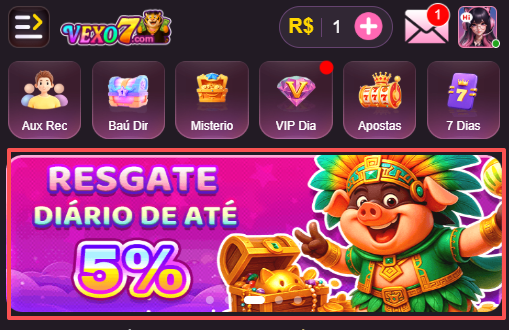 VEXO7.com
R$ 1
1
Hi
Aux Rec
Baú Dir
Misterio
VIP Dia
Apostas
7
7 Dias
RESGATE
DIÁRIO DE ATÉ
5%